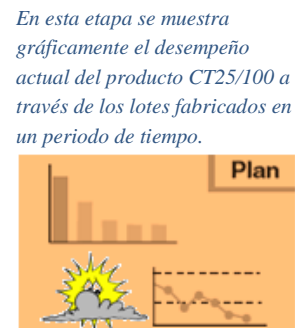 En esta etapa se muestra
gráficamente el desempeño
actual del producto CT25/100 a
través de los lotes fabricados en
un periodo de tiempo.
Plan